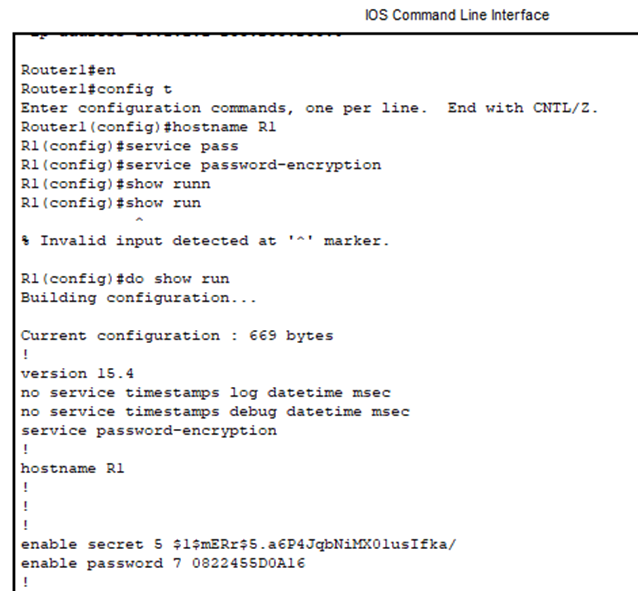 IOS Command Line Interface
Router1#en
Router1#config t
Enter configuration commands, one per line.  End with CNTL/Z.
Router1(config)#hostname R1
R1(config)#service pass
R1(config)#service password-encryption
R1(config)#show runn
R1(config)#show run
^
% Invalid input detected at '^' marker.
R1(config)#do show run
Building configuration...
Current configuration : 669 bytes
!
version 15.4
no service timestamps log datetime msec
no service timestamps debug datetime msec
service password-encryption
!
hostname R1
!
!
!
enable secret 5 $1$mERr$5.a6P4JqbNiMX01usIfka/
enable password 7 0822455D0A16
!